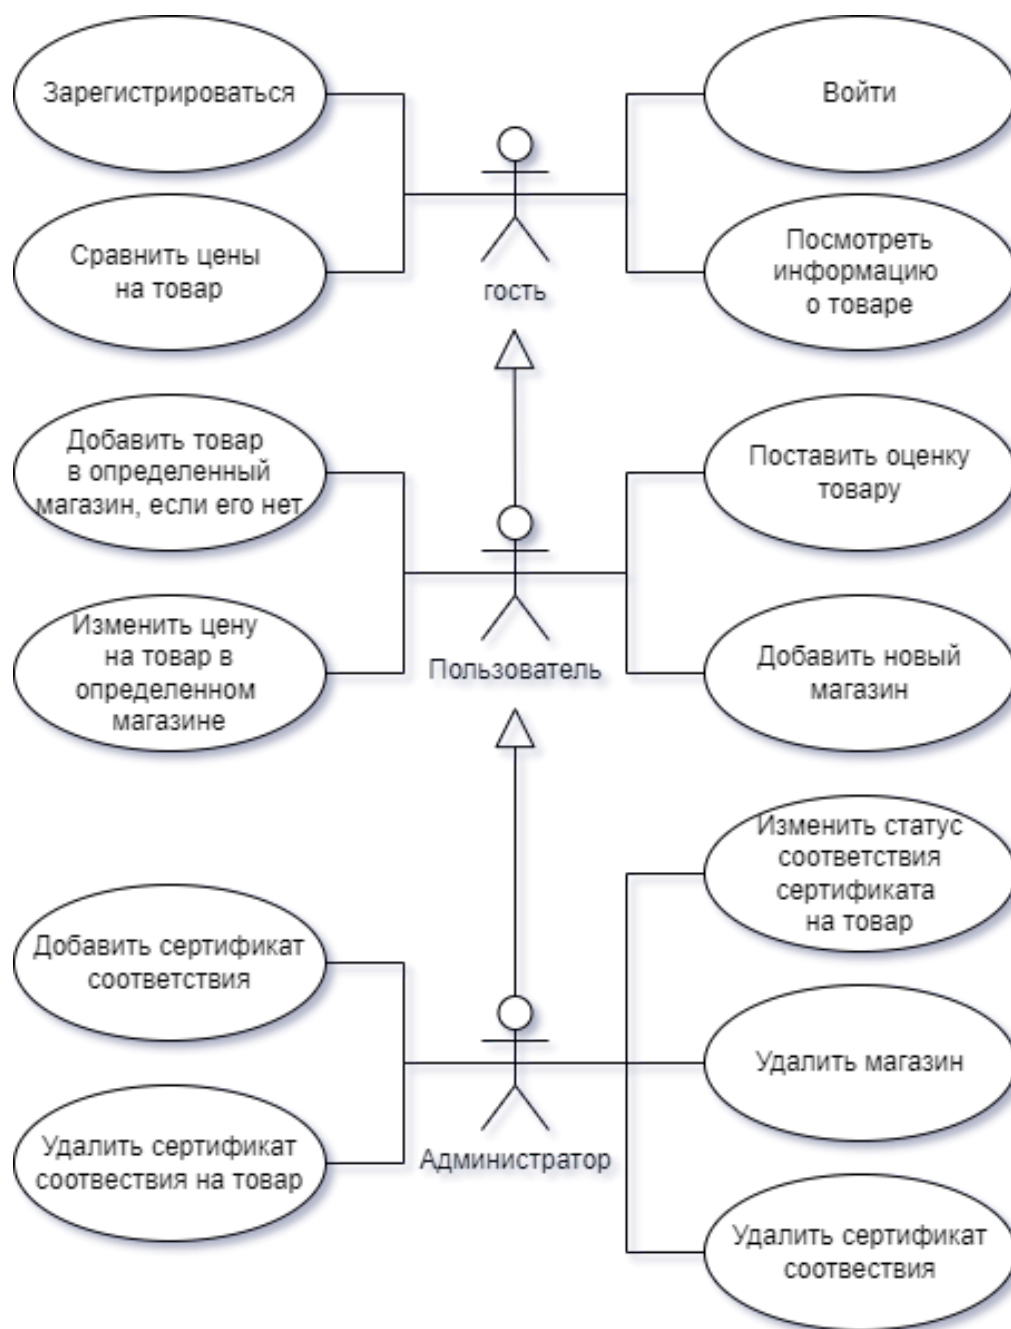 Зарегистрироваться
Войти
Сравнить цены
на товар
Посмотреть
информацию
о товаре
гость
Добавить товар
в определенный
магазин, если его нет
Поставить оценку
товару
Изменить цену
на товар в
определенном
магазине
Пользователь
Добавить новый
магазин
Изменить статус
соответствия
сертификата
на товар
Добавить сертификат
соответствия
Удалить магазин
Удалить сертификат
соотвествия на товар
Администратор
Удалить сертификат
соотвествия